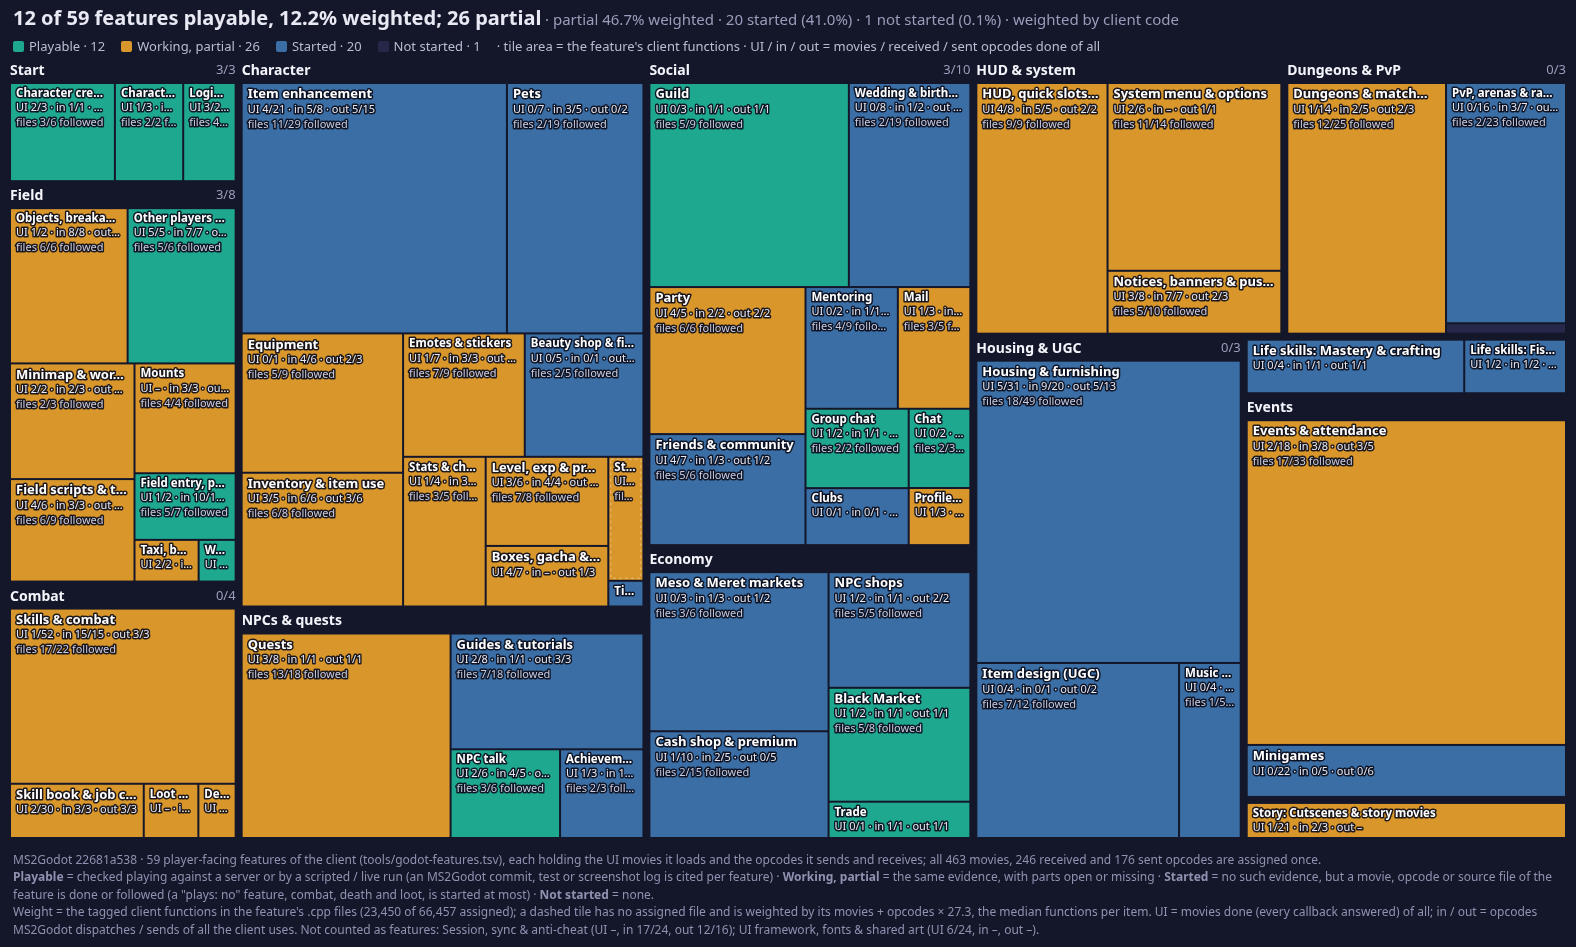 12 of 59 features playable, 12.2% weighted; 26 partial · partial 46.7% weighted · 20 started (41.0%) · 1 not started (0.1%) · weighted by client code
Playable · 12 Working, partial · 26 Started · 20 Not started · 1 · tile area = the feature's client functions · UI / in / out = movies / received / sent opcodes done of all
Start 3/3
Character cre...
UI 2/3 · in 1/1 · ...
files 3/6 followed
Charact...
UI 1/3 · i...
files 2/2 f...
Logi...
UI 3/2...
files 4...
Field 3/8
Objects, breaka...
UI 1/2 · in 8/8 · out...
files 6/6 followed
Other players ...
UI 5/5 · in 7/7 · o...
files 5/6 followed
Minimap & wor...
UI 2/2 · in 2/3 · out ...
files 2/3 followed
Mounts
UI – · in 3/3 · ou...
files 4/4 followed
Field scripts & t...
UI 4/6 · in 3/3 · out ...
files 6/9 followed
Field entry, p...
UI 1/2 · in 10/1...
files 5/7 followed
Taxi, b...
UI 2/2 · i...
W...
UI ...
Combat 0/4
Skills & combat
UI 1/52 · in 15/15 · out 3/3
files 17/22 followed
Skill book & job c...
UI 2/30 · in 3/3 · out 3/3
Loot ...
UI – · i...
De...
UI ...
Character
Item enhancement
UI 4/21 · in 5/8 · out 5/15
files 11/29 followed
Pets
UI 0/7 · in 3/5 · out 0/2
files 2/19 followed
Equipment
UI 0/1 · in 4/6 · out 2/3
files 5/9 followed
Emotes & stickers
UI 1/7 · in 3/3 · out ...
files 7/9 followed
Beauty shop & fi...
UI 0/5 · in 0/1 · out...
files 2/5 followed
Inventory & item use
UI 3/5 · in 6/6 · out 3/6
files 6/8 followed
Stats & ch...
UI 1/4 · in 3...
files 3/5 foll...
Level, exp & pr...
UI 3/6 · in 4/4 · out ...
files 7/8 followed
St...
UI...
fil...
Boxes, gacha &...
UI 4/7 · in – · out 1/3
Ti...
NPCs & quests
Quests
UI 3/8 · in 1/1 · out 1/1
files 13/18 followed
Guides & tutorials
UI 2/8 · in 1/1 · out 3/3
files 7/18 followed
NPC talk
UI 2/6 · in 4/5 · o...
files 3/6 followed
Achievem...
UI 1/3 · in 1...
files 2/3 foll...
Social 3/10
Guild
UI 0/3 · in 1/1 · out 1/1
files 5/9 followed
Wedding & birth...
UI 0/8 · in 1/2 · out ...
files 2/19 followed
Party
UI 4/5 · in 2/2 · out 2/2
files 6/6 followed
Mentoring
UI 0/2 · in 1/1...
files 4/9 follo...
Mail
UI 1/3 · in...
files 3/5 f...
Friends & community
UI 4/7 · in 1/3 · out 1/2
files 5/6 followed
Group chat
UI 1/2 · in 1/1 · ...
files 2/2 followed
Chat
UI 0/2 · ...
files 2/3...
Clubs
UI 0/1 · in 0/1 · ...
Profile...
UI 1/3 · ...
Economy
Meso & Meret markets
UI 0/3 · in 1/3 · out 1/2
files 3/6 followed
NPC shops
UI 1/2 · in 1/1 · out 2/2
files 5/5 followed
Cash shop & premium
UI 1/10 · in 2/5 · out 0/5
files 2/15 followed
Black Market
UI 1/2 · in 1/1 · out 1/1
files 5/8 followed
Trade
UI 0/1 · in 1/1 · out 1/1
HUD & system
HUD, quick slots...
UI 4/8 · in 5/5 · out 2/2
files 9/9 followed
System menu & options
UI 2/6 · in – · out 1/1
files 11/14 followed
Notices, banners & pus...
UI 3/8 · in 7/7 · out 2/3
files 5/10 followed
Dungeons & PvP 0/3
Dungeons & match...
UI 1/14 · in 2/5 · out 2/3
files 12/25 followed
PvP, arenas & ra...
UI 0/16 · in 3/7 · ou...
files 2/23 followed
Housing & UGC 0/3
Housing & furnishing
UI 5/31 · in 9/20 · out 5/13
files 18/49 followed
Item design (UGC)
UI 0/4 · in 0/1 · out 0/2
files 7/12 followed
Music ...
UI 0/4 · ...
files 1/5...
Life skills: Mastery & crafting
UI 0/4 · in 1/1 · out 1/1
Life skills: Fis...
UI 1/2 · in 1/2 · ...
Events
Events & attendance
UI 2/18 · in 3/8 · out 3/5
files 17/33 followed
Minigames
UI 0/22 · in 0/5 · out 0/6
Story: Cutscenes & story movies
UI 1/21 · in 2/3 · out –
MS2Godot 22681a538 · 59 player-facing features of the client (tools/godot-features.tsv), each holding the UI movies it loads and the opcodes it sends and receives; all 463 movies, 246 received and 176 sent opcodes are assigned once.
Playable = checked playing against a server or by a scripted / live run (an MS2Godot commit, test or screenshot log is cited per feature) · Working, partial = the same evidence, with parts open or missing · Started = no such evidence, but a movie, opcode or source file of the
feature is done or followed (a "plays: no" feature, combat, death and loot, is started at most) · Not started = none.
Weight = the tagged client functions in the feature's .cpp files (23,450 of 66,457 assigned); a dashed tile has no assigned file and is weighted by its movies + opcodes × 27.3, the median functions per item. UI = movies done (every callback answered) of all; in / out = opcodes
MS2Godot dispatches / sends of all the client uses. Not counted as features: Session, sync & anti-cheat (UI –, in 17/24, out 12/16); UI framework, fonts & shared art (UI 6/24, in –, out –).